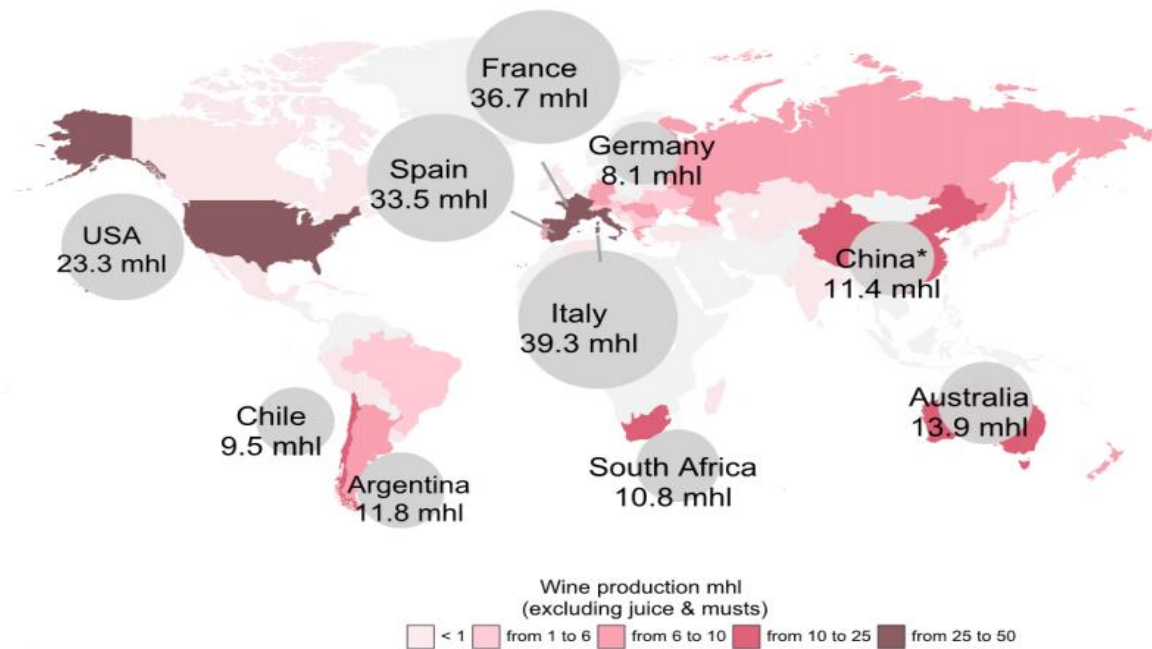 France
36.7 mhl
Spain
33.5 mhl
Germany
8.1 mhl
USA
23.3 mhl
China*
11.4 mhl
Italy
39.3 mhl
Chile
9.5 mhl
Argentina
11.8 mhl
South Africa
10.8 mhl
Australia
13.9 mhl
Wine production mhl
(excluding juice & musts)
< 1 from 1 to 6 from 6 to 10 from 10 to 25 from 25 to 50